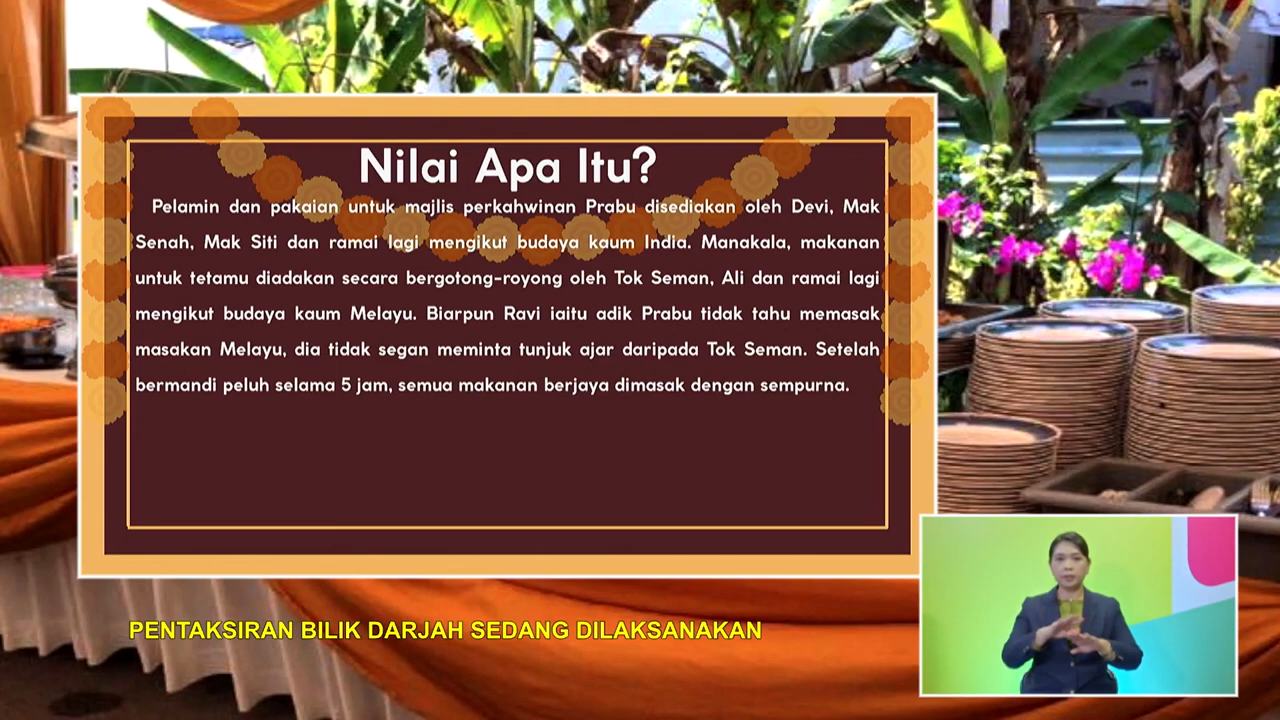 Nilai Apa Itu?
Pelamin dan pakaian untuk majlis perkahwinan Prabu disediakan oleh Devi, Mak
Senah, Mak Siti dan ramai lagi mengikut budaya kaum India. Manakala, makanan
untuk tetamu diadakan secara bergotong-royong oleh Tok Seman, Ali dan ramai lagi
mengikut budaya kaum Melayu. Biarpun Ravi iaitu adik Prabu tidak tahu memasak
masakan Melayu, dia tidak segan meminta tunjuk ajar daripada Tok Seman. Setelah
bermandi peluh selama 5 jam, semua makanan berjaya dimasak dengan sempurna.
PENTAKSIRAN BILIK DARJAH SEDANG DILAKSANAKAN